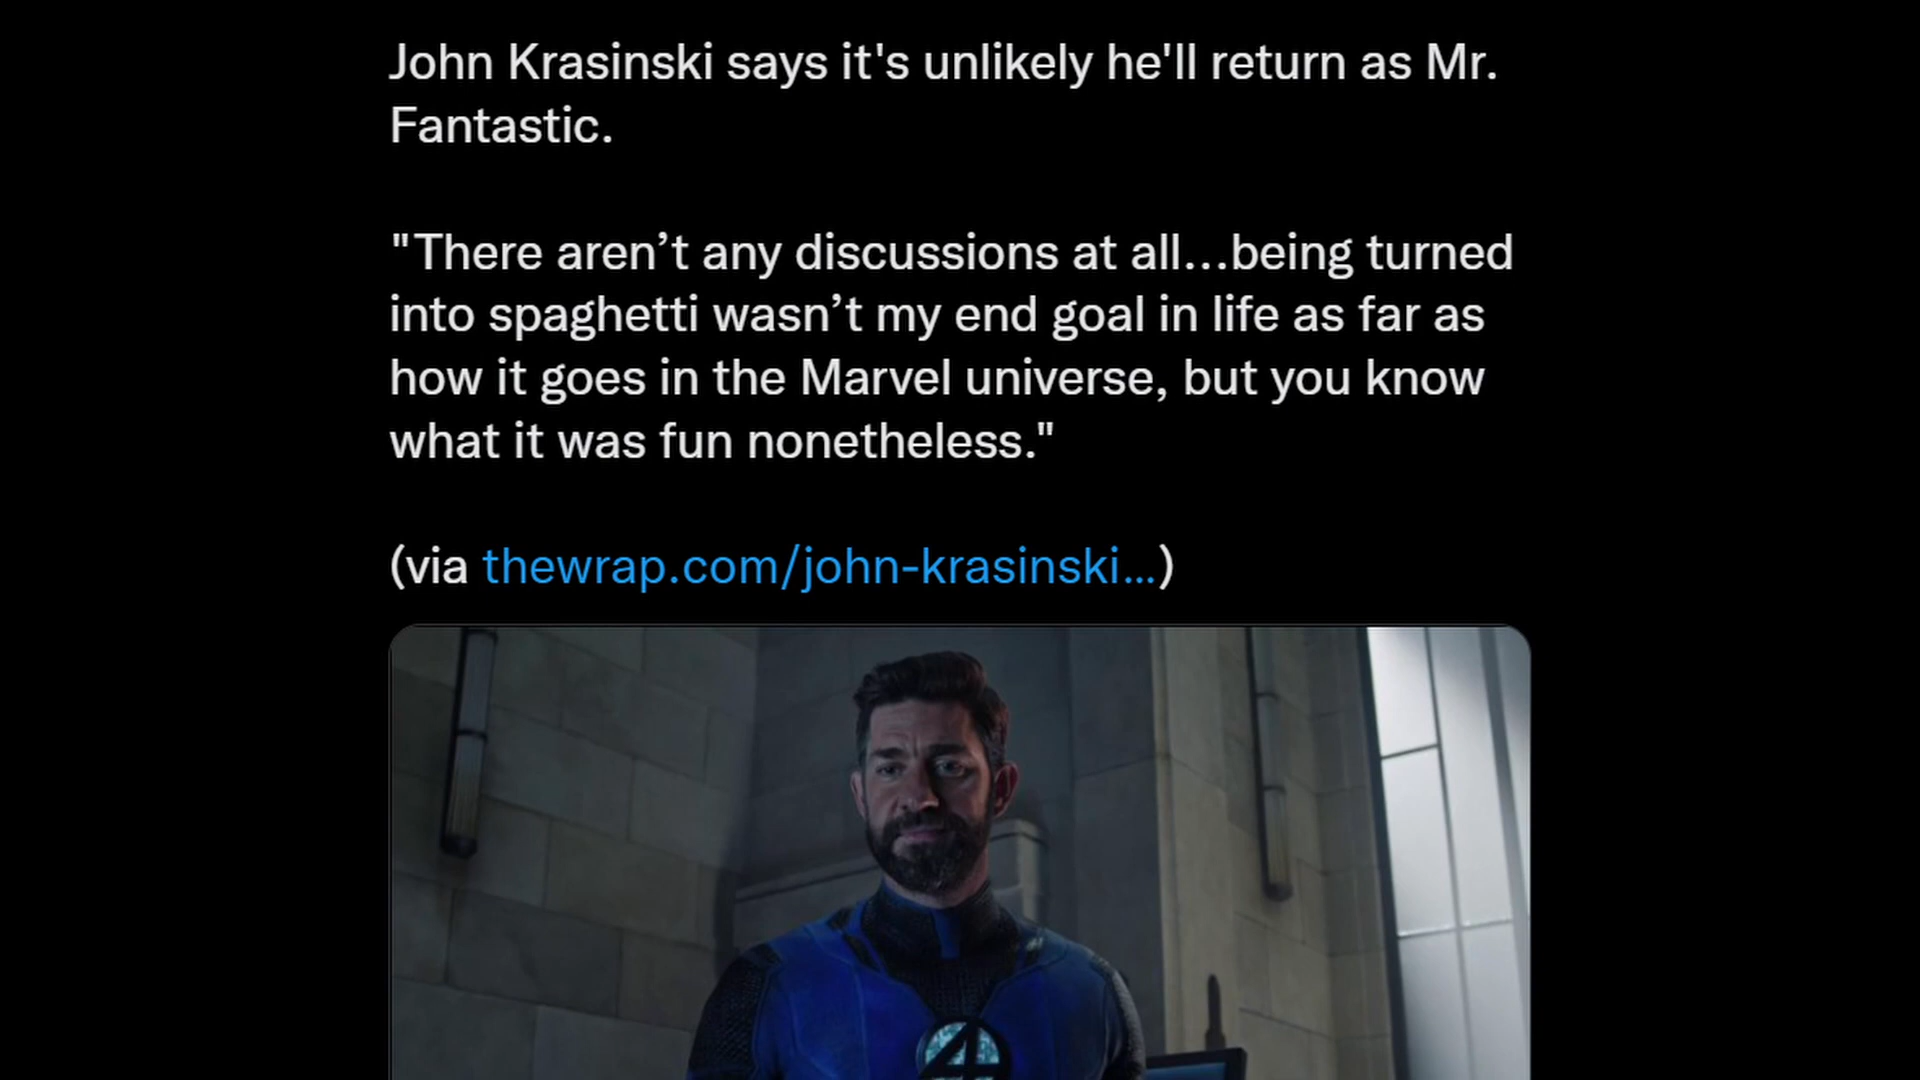 John Krasinski says it's unlikely he'll return as Mr.
Fantastic.
"There aren’t any discussions at all…being turned
into spaghetti wasn’t my end goal in life as far as
how it goes in the Marvel universe, but you know
what it was fun nonetheless."
(via thewrap.com/john-krasinski…)
4